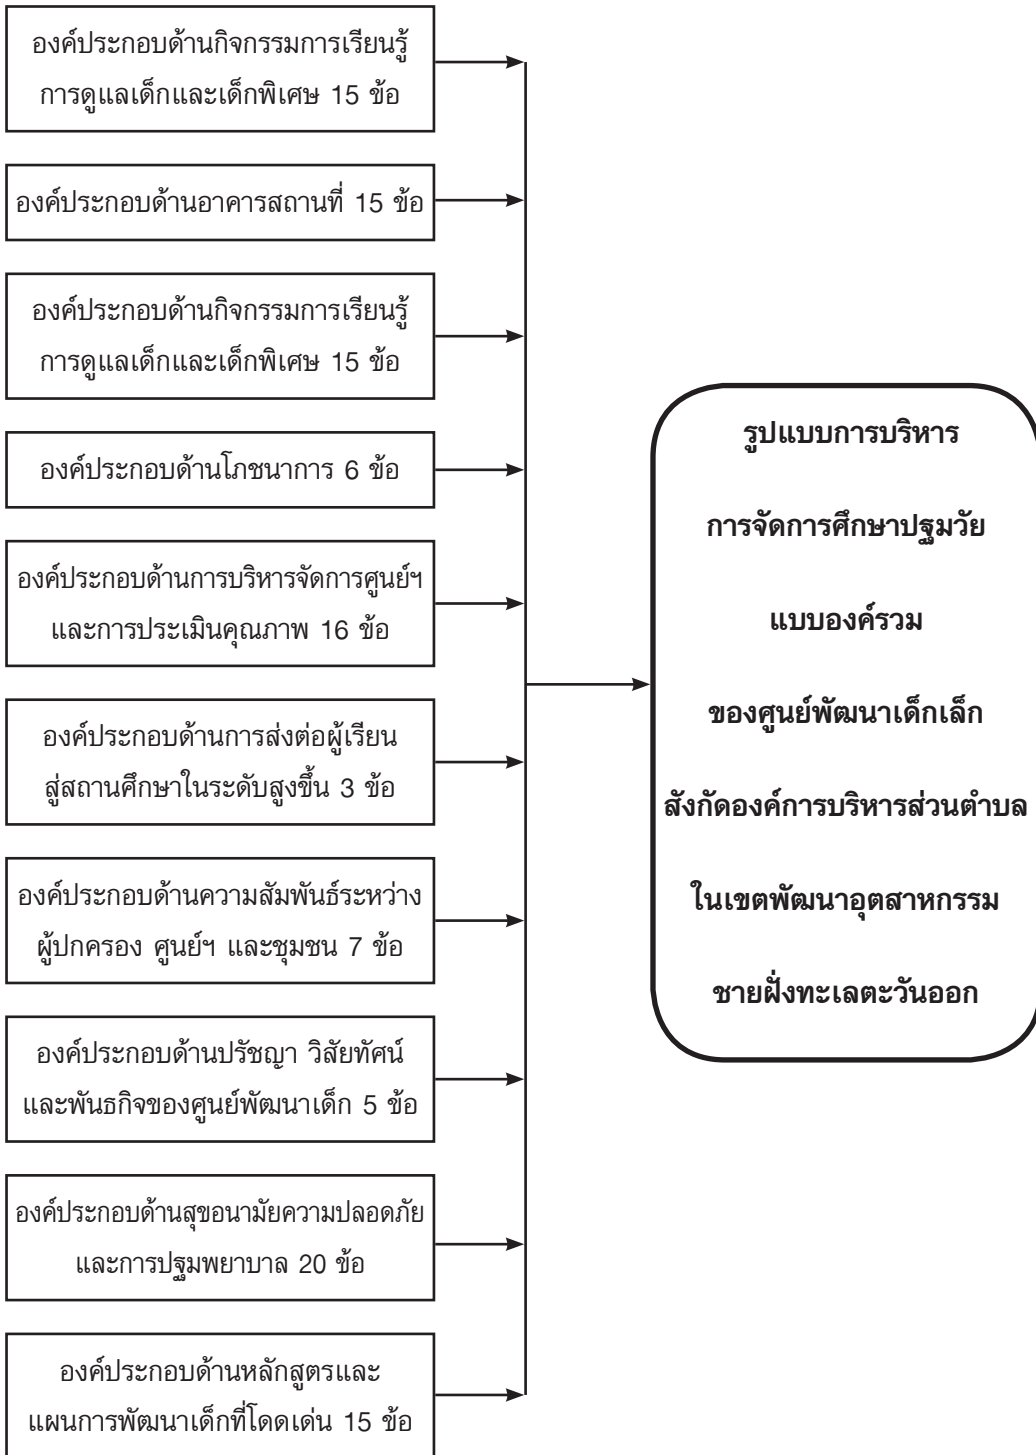 องค์ประกอบด้านกิจกรรมการเรียนรู้
การดูแลเด็กและเด็กพิเศษ 15 ข้อ
องค์ประกอบด้านอาคารสถานที่ 15 ข้อ
องค์ประกอบด้านกิจกรรมการเรียนรู้
การดูแลเด็กและเด็กพิเศษ 15 ข้อ
องค์ประกอบด้านโภชนาการ 6 ข้อ
องค์ประกอบด้านการบริหารจัดการศูนย์ฯ
และการประเมินคุณภาพ 16 ข้อ
องค์ประกอบด้านการส่งต่อผู้เรียน
สู่สถานศึกษาในระดับสูงขึ้น 3 ข้อ
องค์ประกอบด้านความสัมพันธ์ระหว่าง
ผู้ปกครอง ศูนย์ฯ และชุมชน 7 ข้อ
องค์ประกอบด้านปรัชญา วิสัยทัศน์
และพันธกิจของศูนย์พัฒนาเด็ก 5 ข้อ
องค์ประกอบด้านสุขอนามัยความปลอดภัย
และการปฐมพยาบาล 20 ข้อ
องค์ประกอบด้านหลักสูตรและ
แผนการพัฒนาเด็กที่โดดเด่น 15 ข้อ
รูปแบบการบริหาร
การจัดการศึกษาปฐมวัย
แบบองค์รวม
ของศูนย์พัฒนาเด็กเล็ก
สังกัดองค์การบริหารส่วนตำบล
ในเขตพัฒนาอุตสาหกรรม
ชายฝั่งทะเลตะวันออก